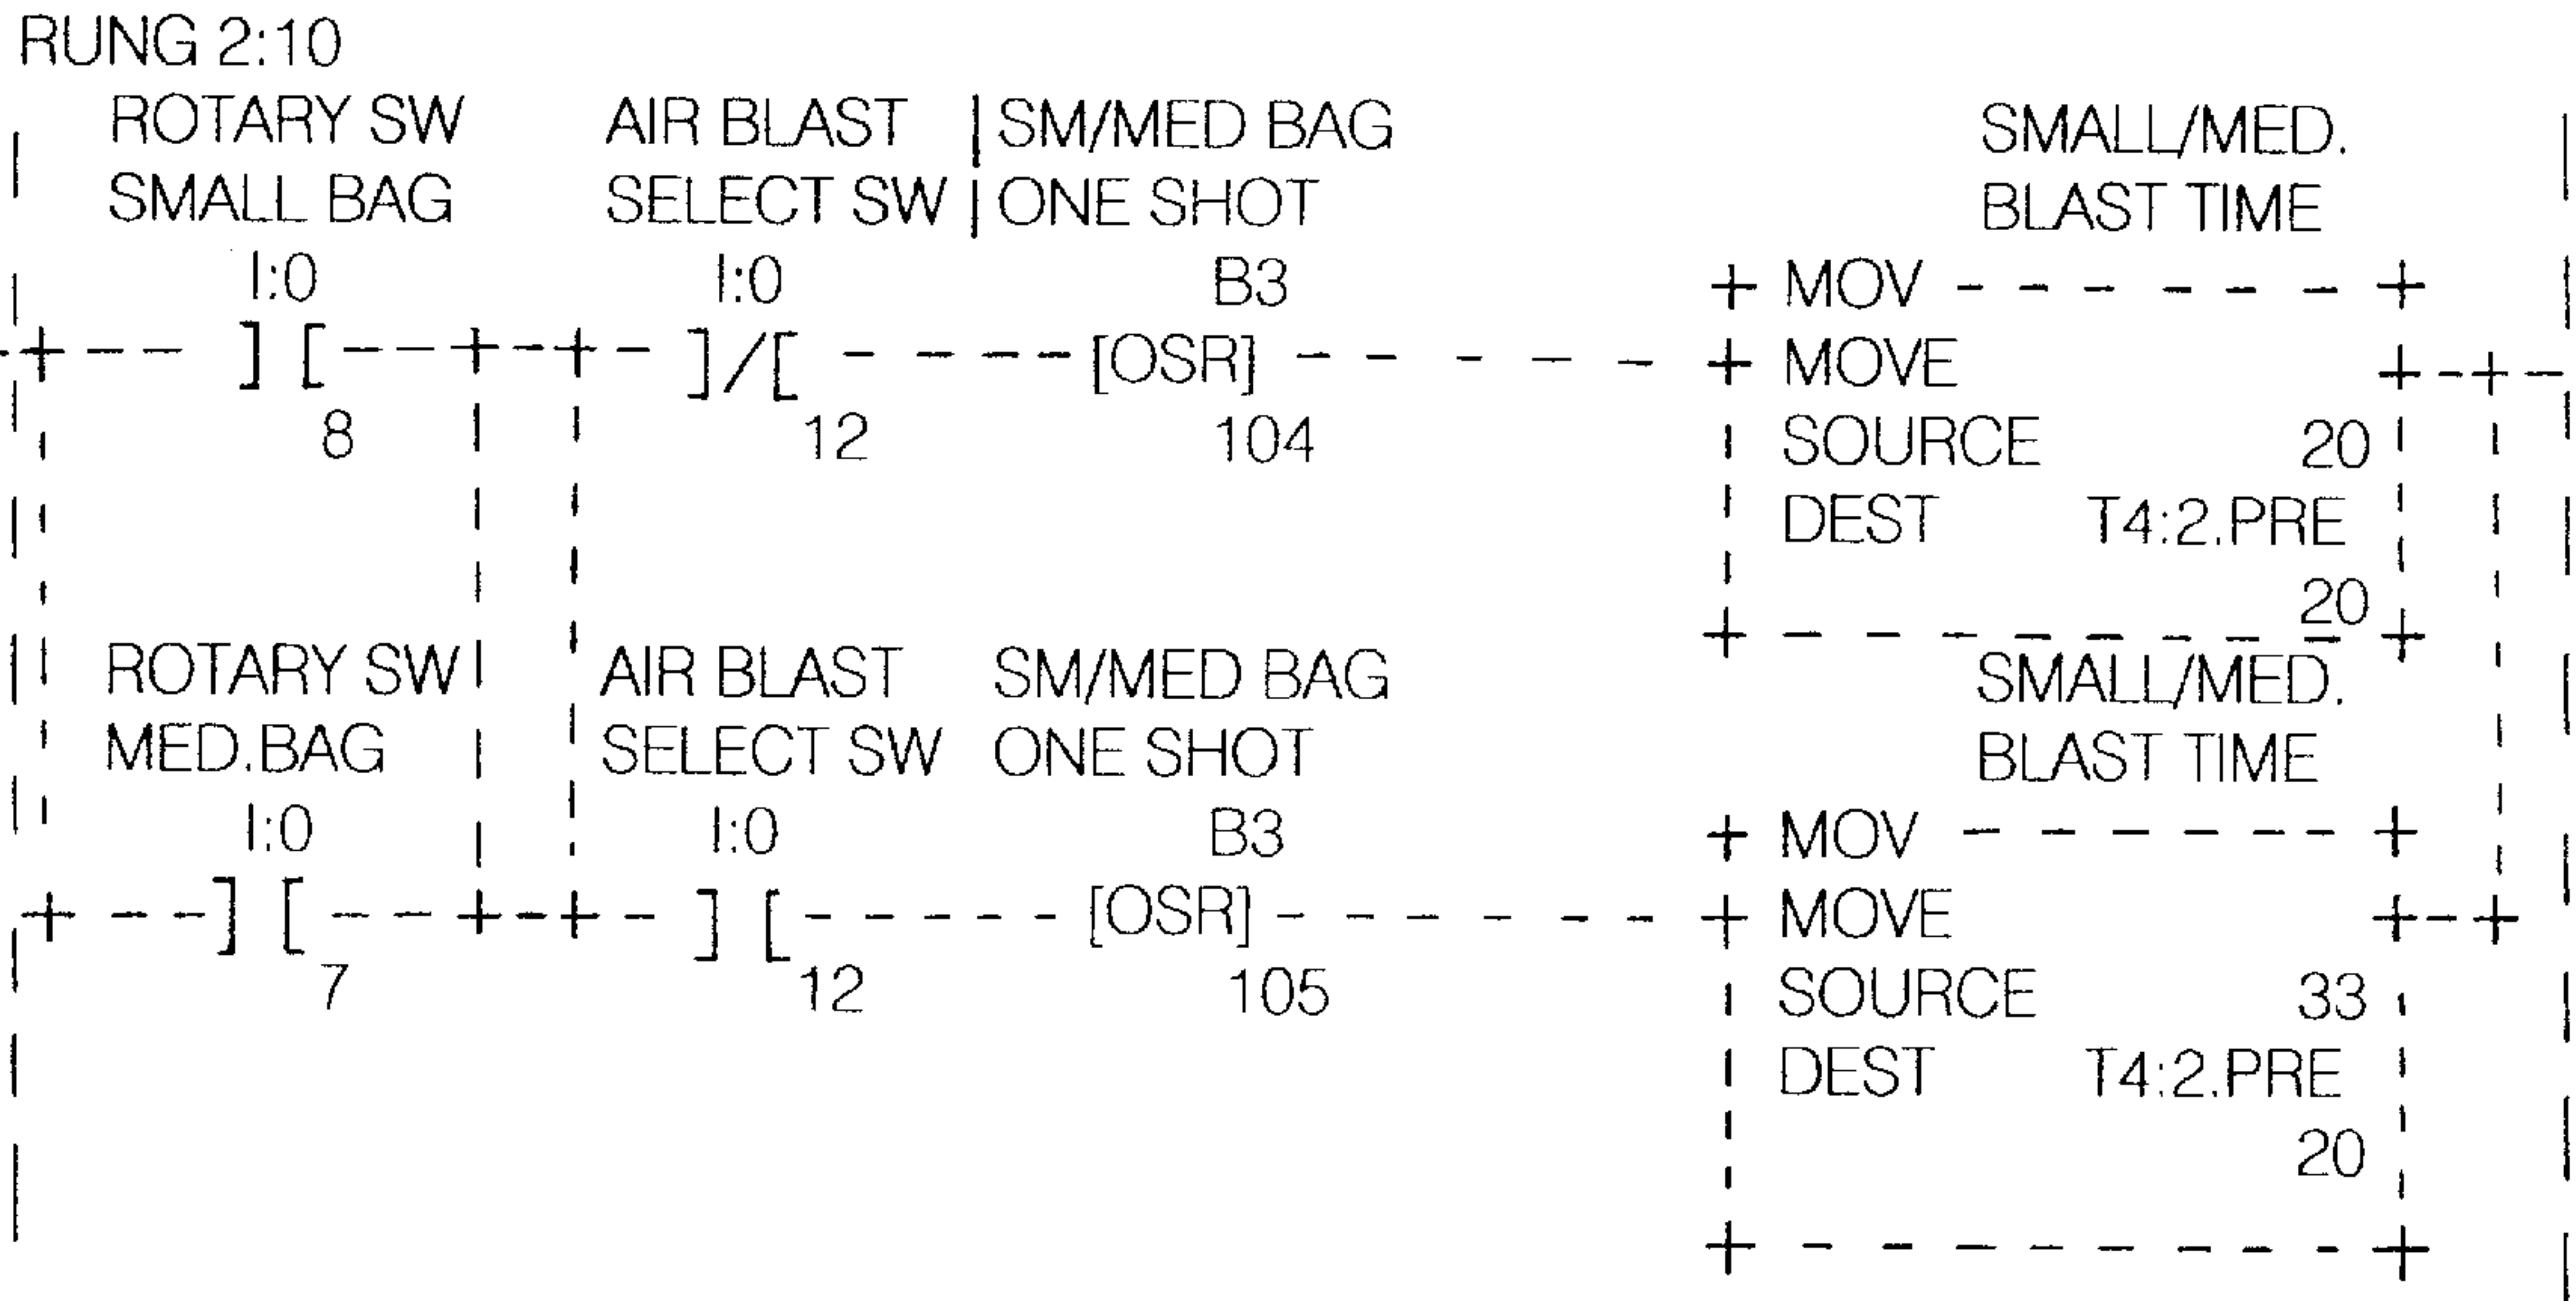 RUNG 2:10
ROTARY SW AIR BLAST | SM/MED BAG SMALL/MED.
SMALL BAG SELECT SW | ONE SHOT BLAST TIME
I:0 I:0 B3 + MOV - - - - - - +
+ - - - ] [ - - - + - - + - ]/[ - - - - - [OSR] - - - - - + MOVE + - + -
8 12 104 SOURCE 20
DEST T4:2.PRE
20
ROTARY SW AIR BLAST SM/MED BAG SMALL/MED.
MED.BAG SELECT SW ONE SHOT BLAST TIME
I:0 I:0 B3 + MOV - - - - - - +
+ - - - ] [ - - - + - - + - ] [ - - - - - [OSR] - - - - - - + MOVE + - - +
7 12 105 SOURCE 33
DEST T4:2.PRE
20